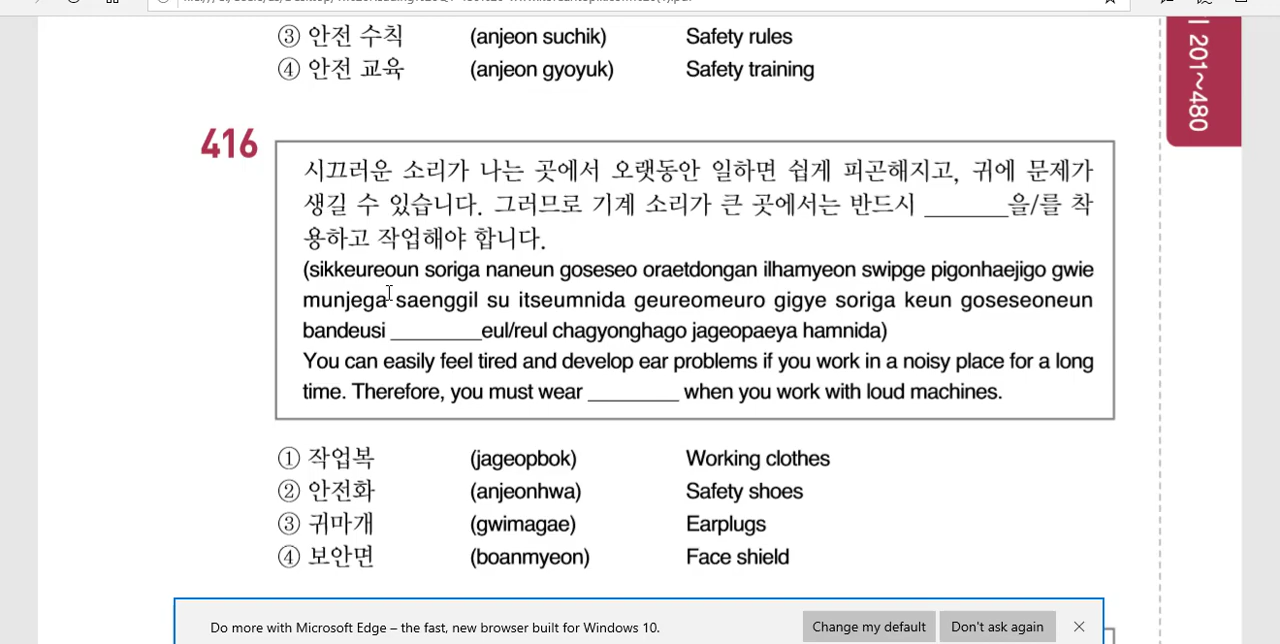 ③ 안전 수칙 (anjeon suchik) Safety rules
④ 안전 교육 (anjeon gyoyuk) Safety training
201~480
416
시끄러운 소리가 나는 곳에서 오랫동안 일하면 쉽게 피곤해지고, 귀에 문제가
생길 수 있습니다. 그러므로 기계 소리가 큰 곳에서는 반드시 ________을/를 착
용하고 작업해야 합니다.
(sikkeureoun soriga naneun goseseo oraetdongan ilhamyeon swipge pigonhaejigo gwie
munjega saenggil su itseumnida geureomeuro gigye soriga keun goseseoneun
bandeusi ________eul/reul chagyonghago jageopaeya hamnida)
You can easily feel tired and develop ear problems if you work in a noisy place for a long
time. Therefore, you must wear ________ when you work with loud machines.
① 작업복 (jageopbok) Working clothes
② 안전화 (anjeonhwa) Safety shoes
③ 귀마개 (gwimagae) Earplugs
④ 보안면 (boanmyeon) Face shield
Do more with Microsoft Edge – the fast, new browser built for Windows 10.
Change my default
Don't ask again